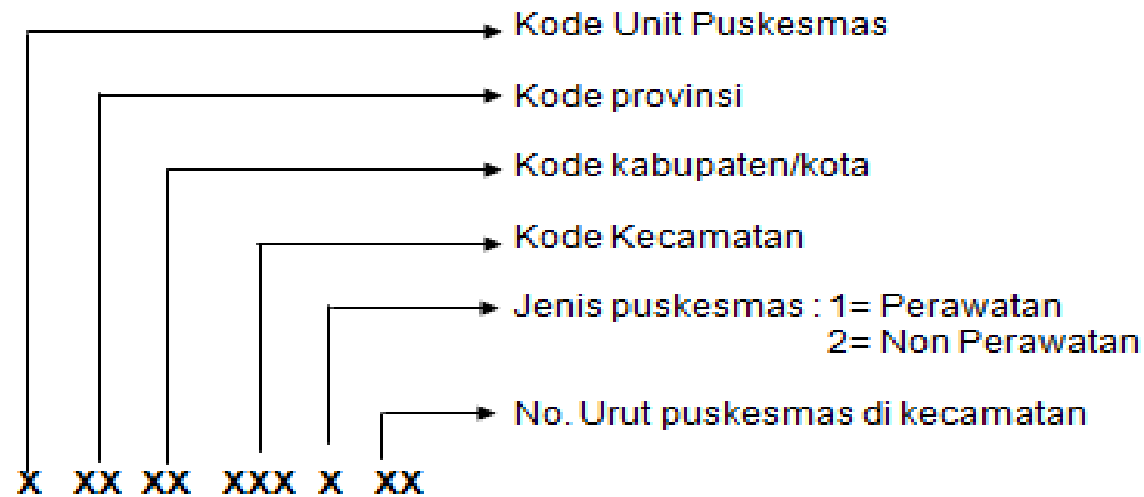 Kode Unit Puskesmas
Kode provinsi
Kode kabupaten/kota
Kode Kecamatan
Jenis puskesmas : 1= Perawatan
2= Non Perawatan
No. Urut puskesmas di kecamatan
X XX XX XXX X XX